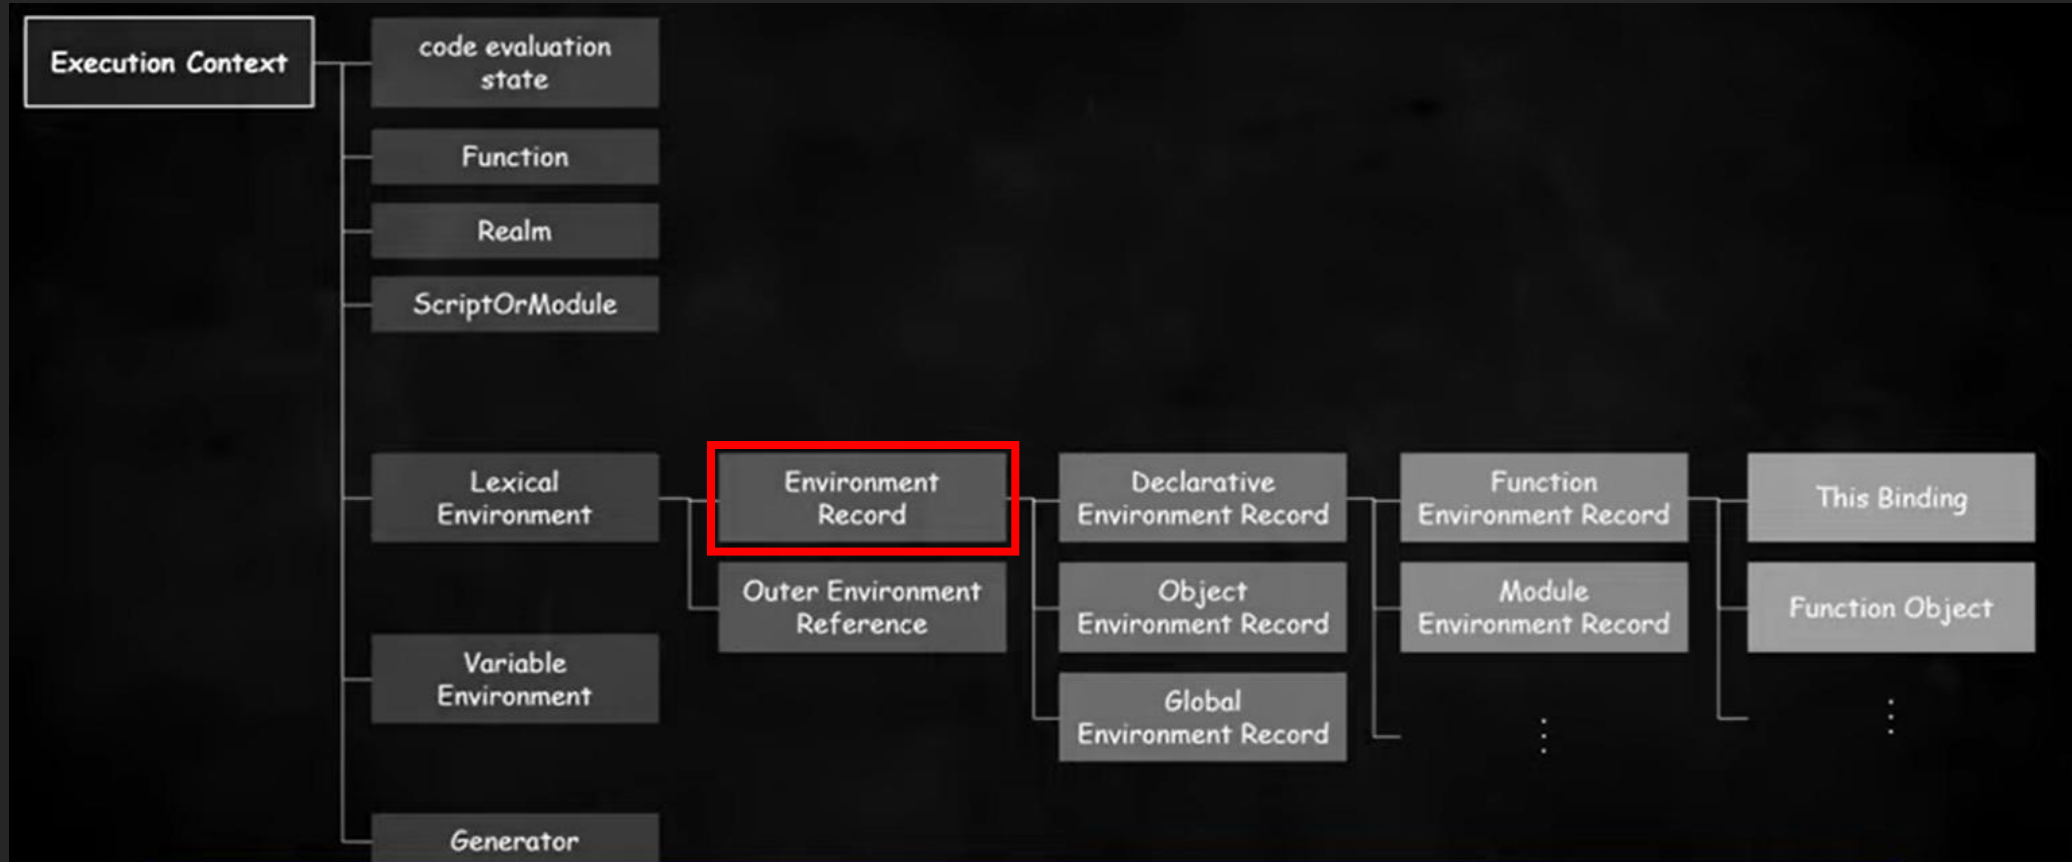 Execution Context
code evaluation
state
Function
Realm
ScriptOrModule
Lexical
Environment
Environment
Record
Declarative
Environment Record
Function
Environment Record
This Binding
Outer Environment
Reference
Object
Environment Record
Module
Environment Record
Function Object
Variable
Environment
Global
Environment Record
Generator